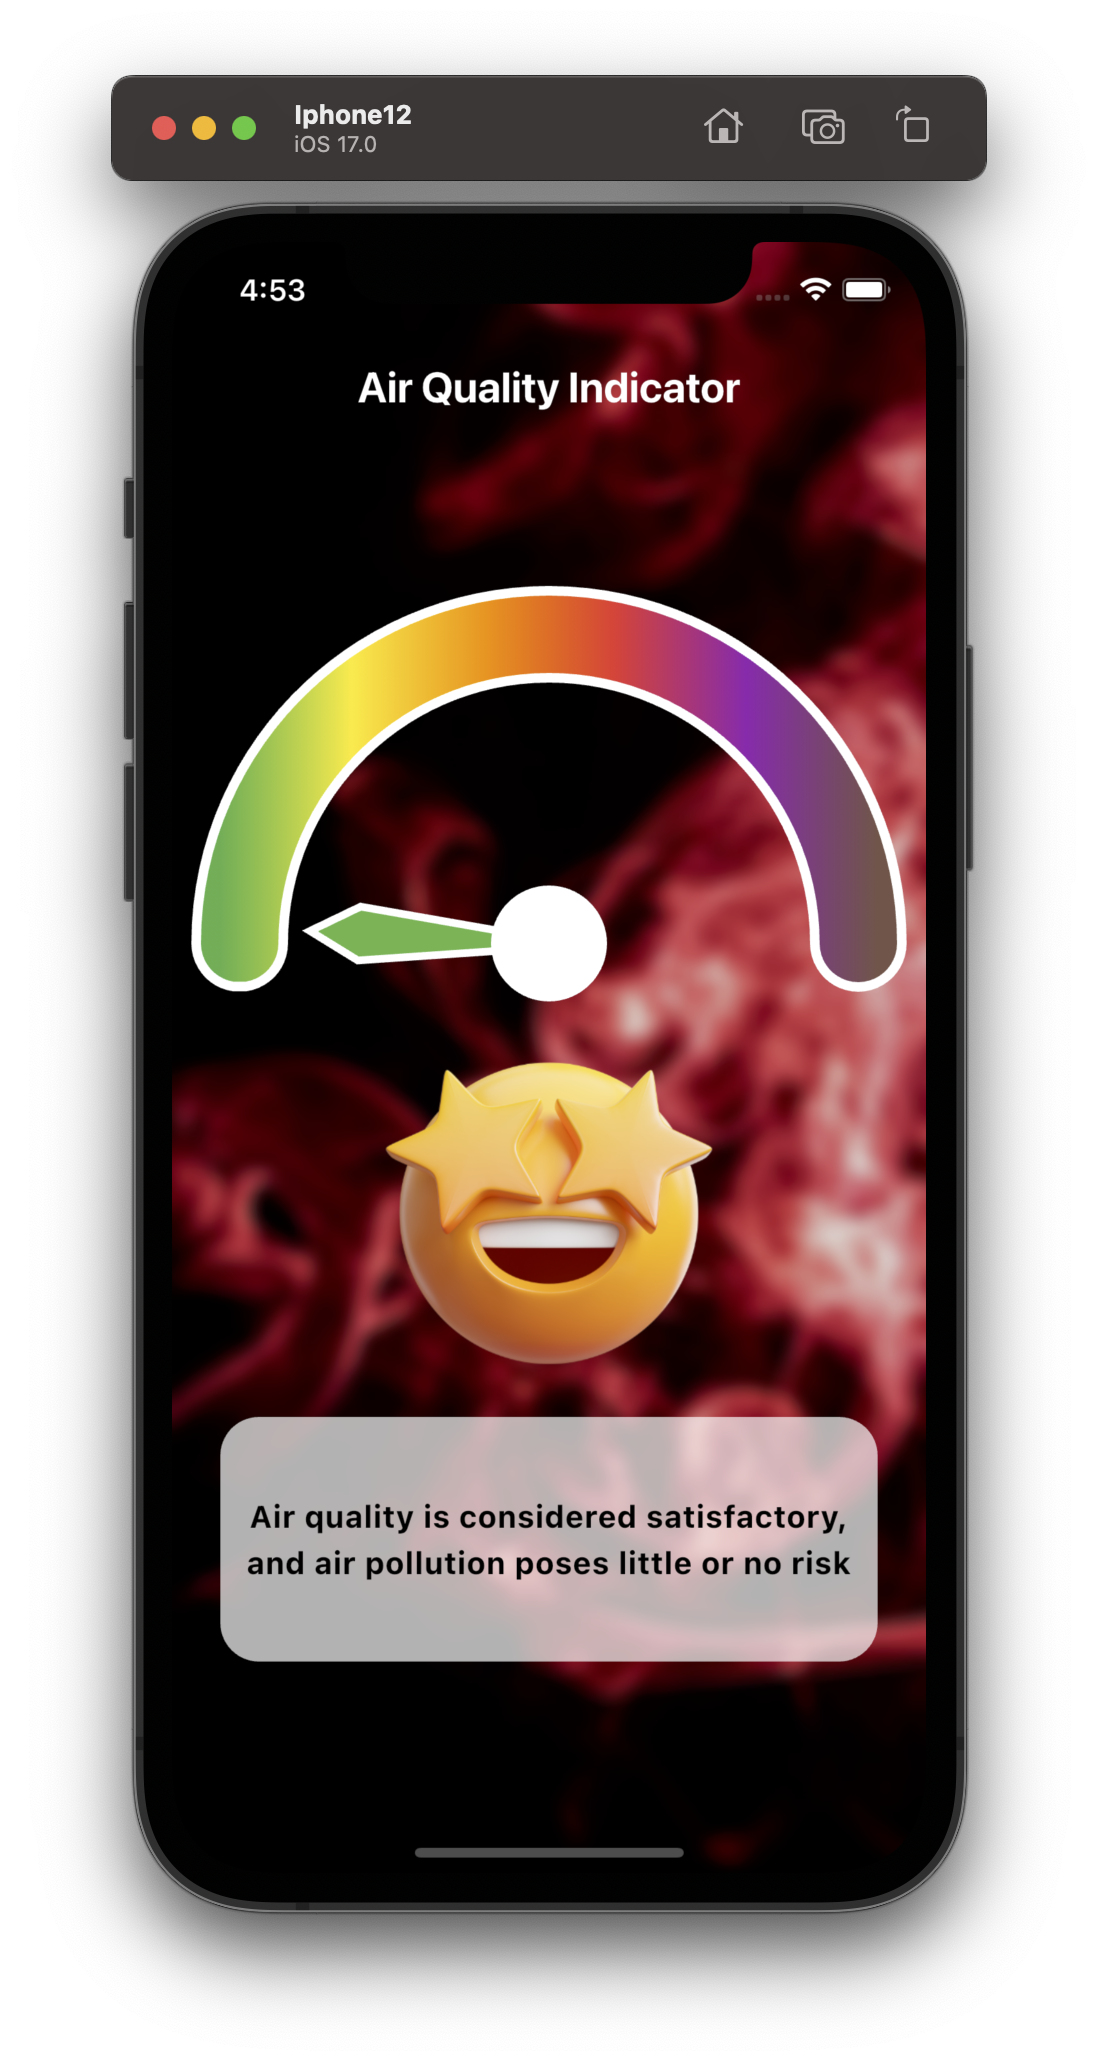 Iphone12
iOS 17.0
4:53
Air Quality Indicator
Air quality is considered satisfactory,
and air pollution poses little or no risk